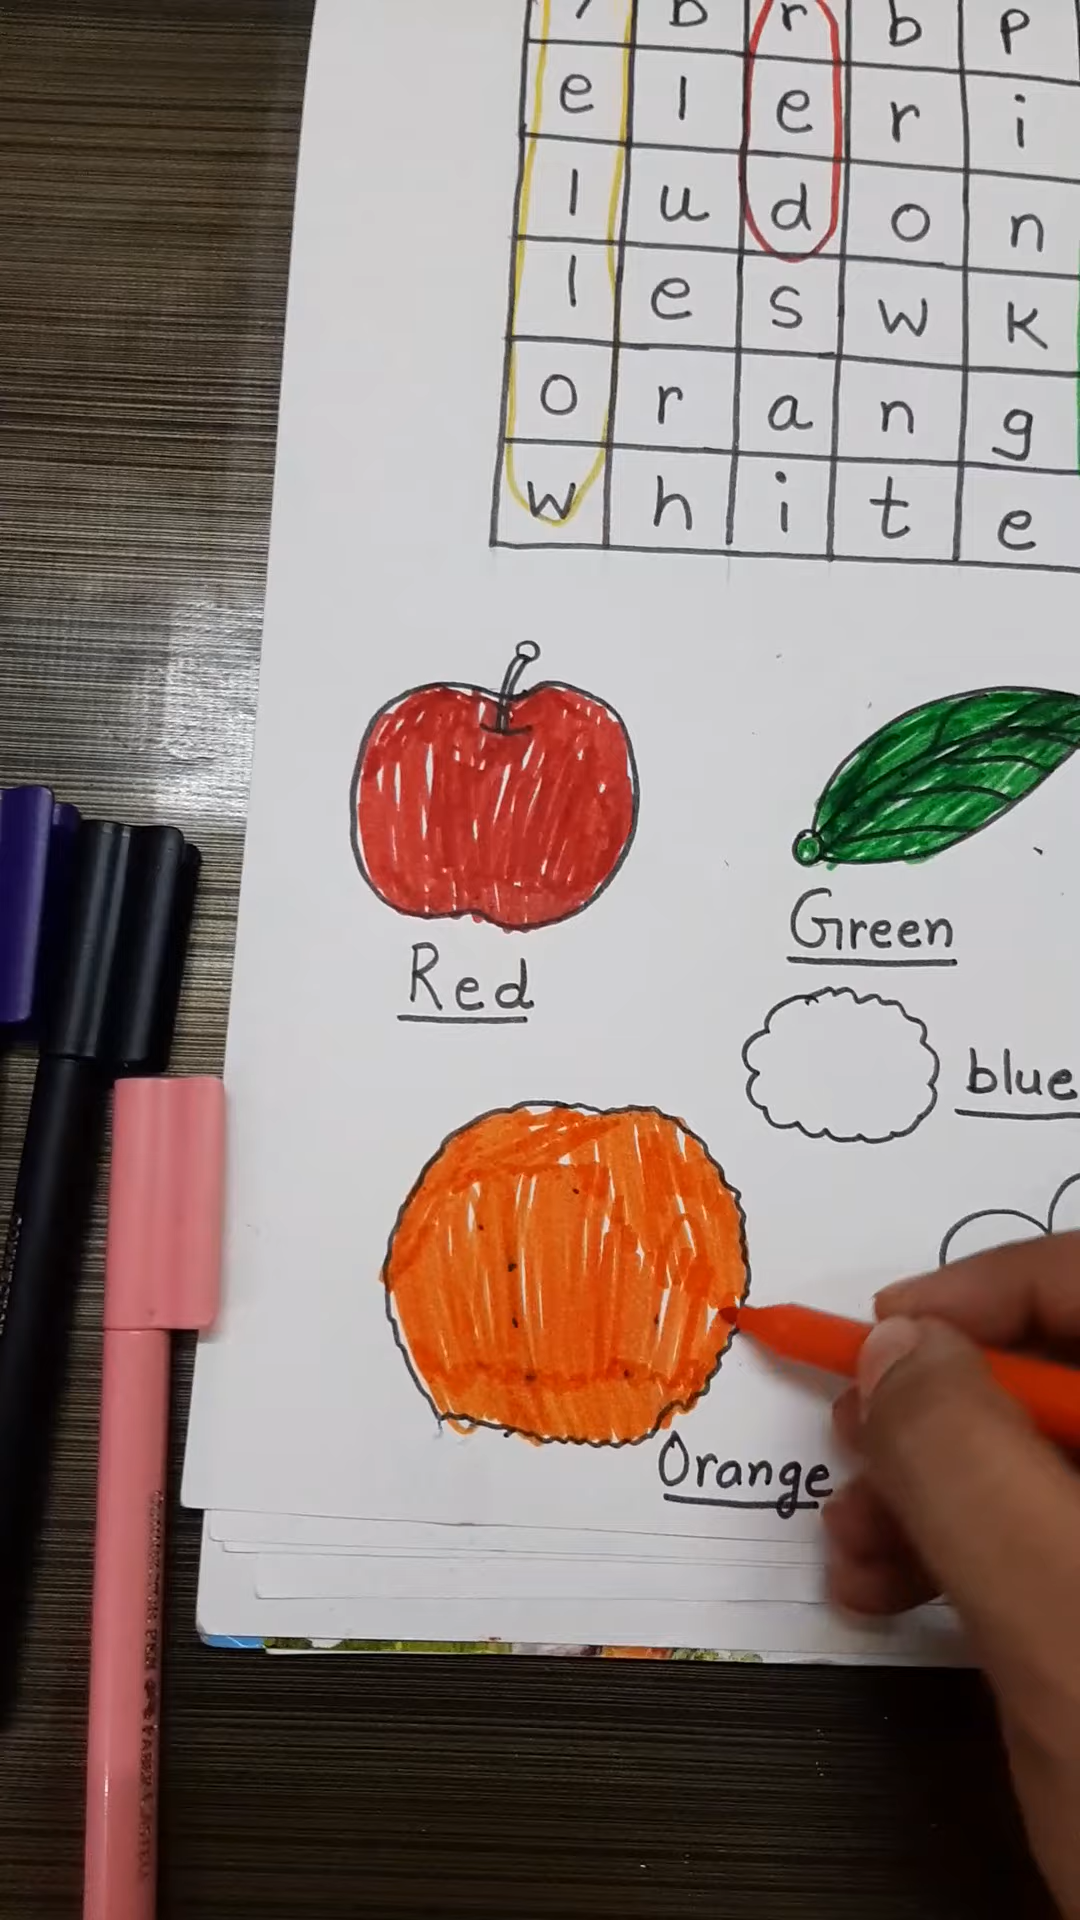 y b r b p
e l e r i
l u d o n
l e s w k
o r a n g
w h i t e
Green
Red
blue
Orange